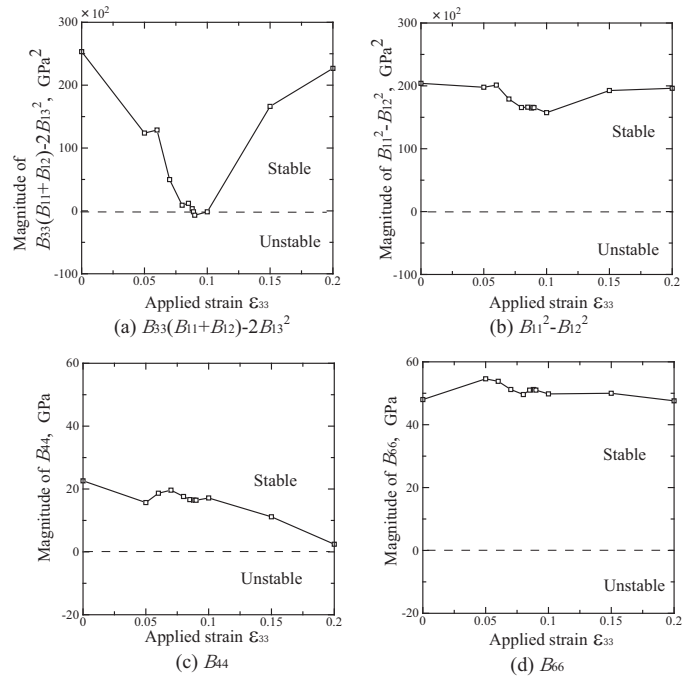 × 10²
300
200
100
0
-100
Magnitude of
B₃₃(B₁₁+B₁₂)-2B₁₃², GPa²
Stable
Unstable
0 0.05 0.1 0.15 0.2
Applied strain ε₃₃
(a) B₃₃(B₁₁+B₁₂)-2B₁₃²
× 10²
300
200
100
0
-100
Magnitude of B₁₁²-B₁₂², GPa²
Stable
Unstable
0 0.05 0.1 0.15 0.2
Applied strain ε₃₃
(b) B₁₁²-B₁₂²
60
40
20
0
-20
Magnitude of B₄₄, GPa
Stable
Unstable
0 0.05 0.1 0.15 0.2
Applied strain ε₃₃
(c) B₄₄
60
40
20
0
-20
Magnitude of B₆₆, GPa
Stable
Unstable
0 0.05 0.1 0.15 0.2
Applied strain ε₃₃
(d) B₆₆